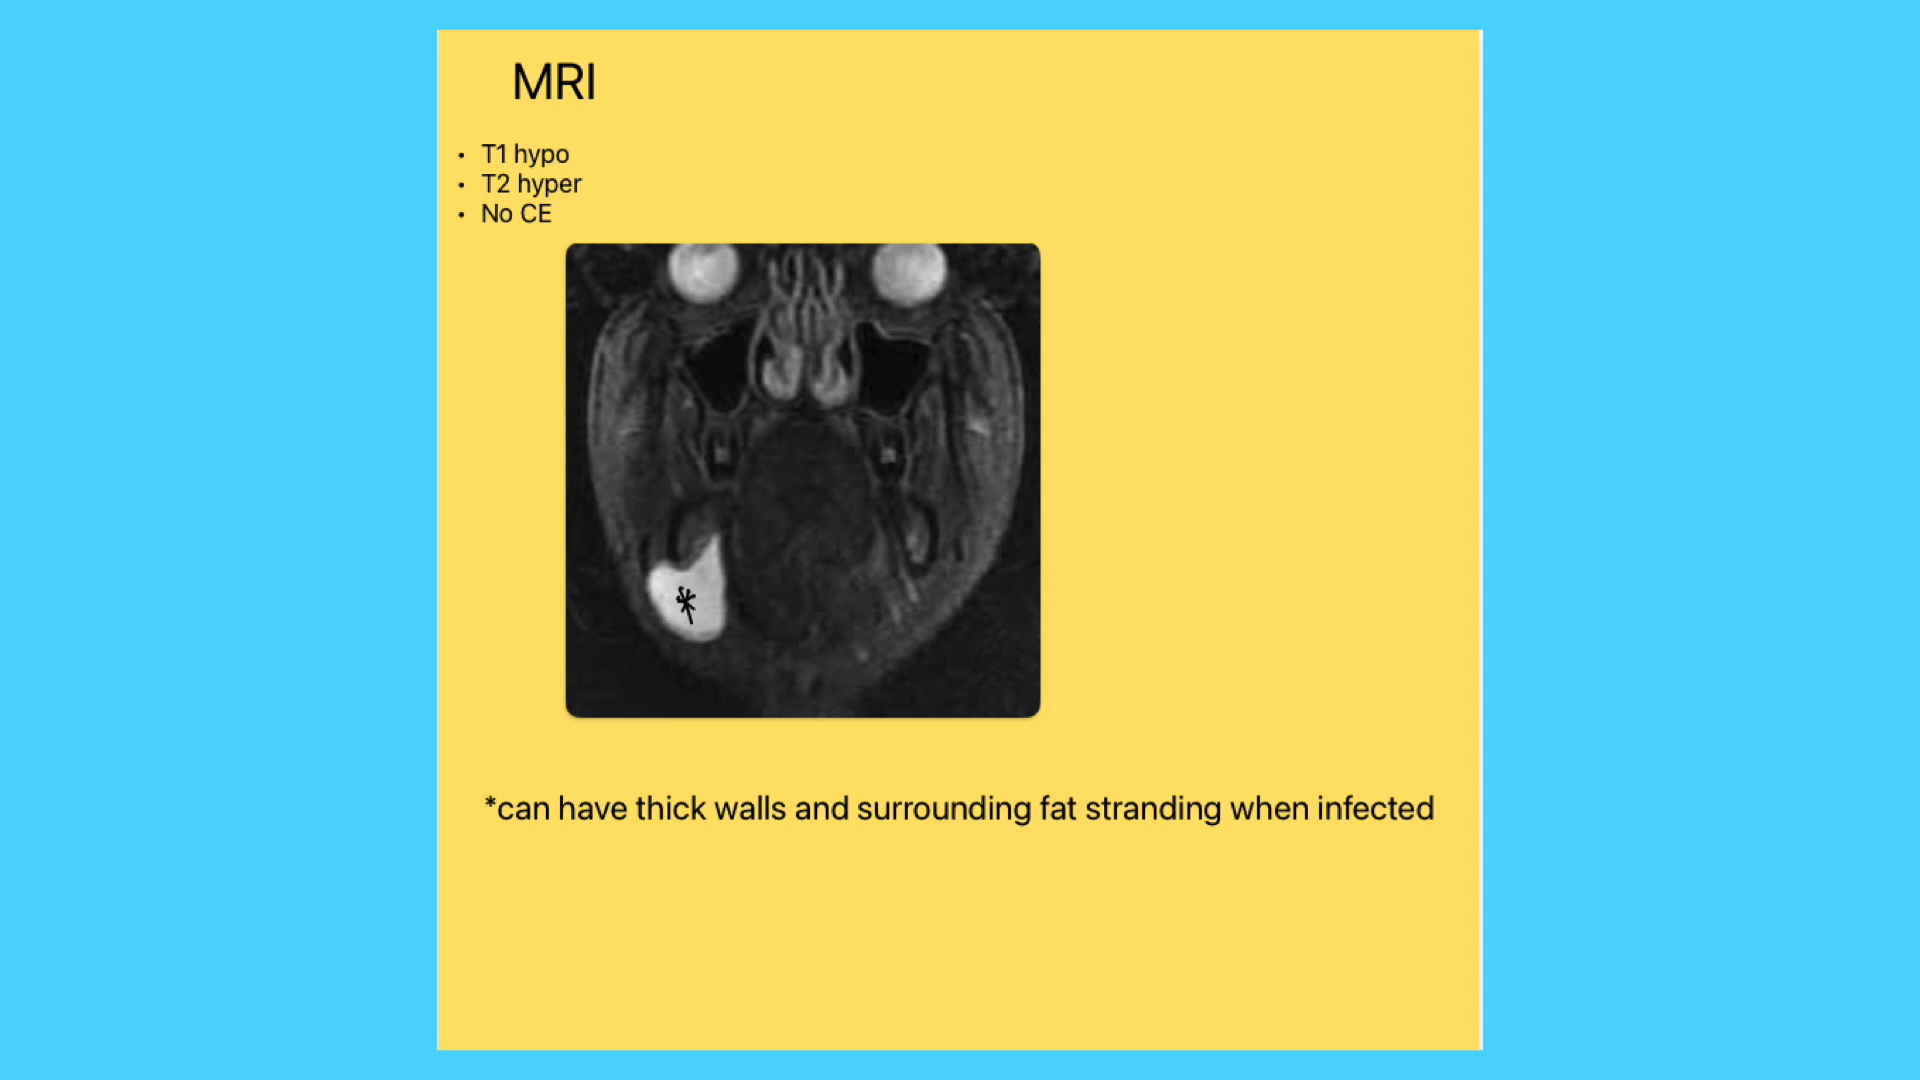 MRI
• T1 hypo
• T2 hyper
• No CE
*
*can have thick walls and surrounding fat stranding when infected